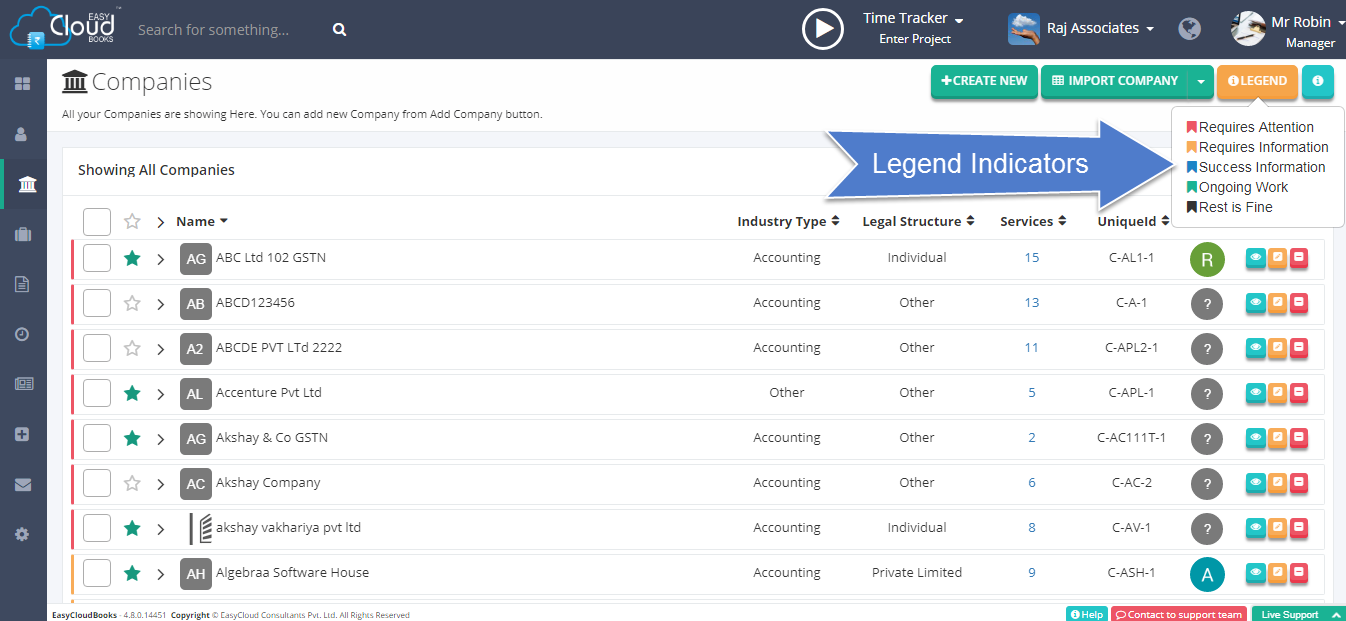 EASY
Cloud
BOOKS
Search for something...
Time Tracker
Enter Project
Raj Associates
Mr Robin
Manager
Companies
+CREATE NEW
IMPORT COMPANY
LEGEND
All your Companies are showing Here. You can add new Company from Add Company button.
Requires Attention
Requires Information
Success Information
Ongoing Work
Rest is Fine
Legend Indicators
Showing All Companies
Name Industry Type Legal Structure Services UniqueId
AG ABC Ltd 102 GSTN Accounting Individual 15 C-AL1-1 R
AB ABCD123456 Accounting Other 13 C-A-1 ?
A2 ABCDE PVT LTd 2222 Accounting Other 11 C-APL2-1 ?
AL Accenture Pvt Ltd Other Other 5 C-APL-1 ?
AG Akshay & Co GSTN Accounting Other 2 C-AC111T-1 ?
AC Akshay Company Accounting Other 6 C-AC-2 ?
akshay vakhariya pvt ltd Accounting Individual 8 C-AV-1 ?
AH Algebraa Software House Accounting Private Limited 9 C-ASH-1 A
EasyCloudBooks - 4.8.0.14451 Copyright © EasyCloud Consultants Pvt. Ltd. All Rights Reserved
Help
Contact to support team
Live Support